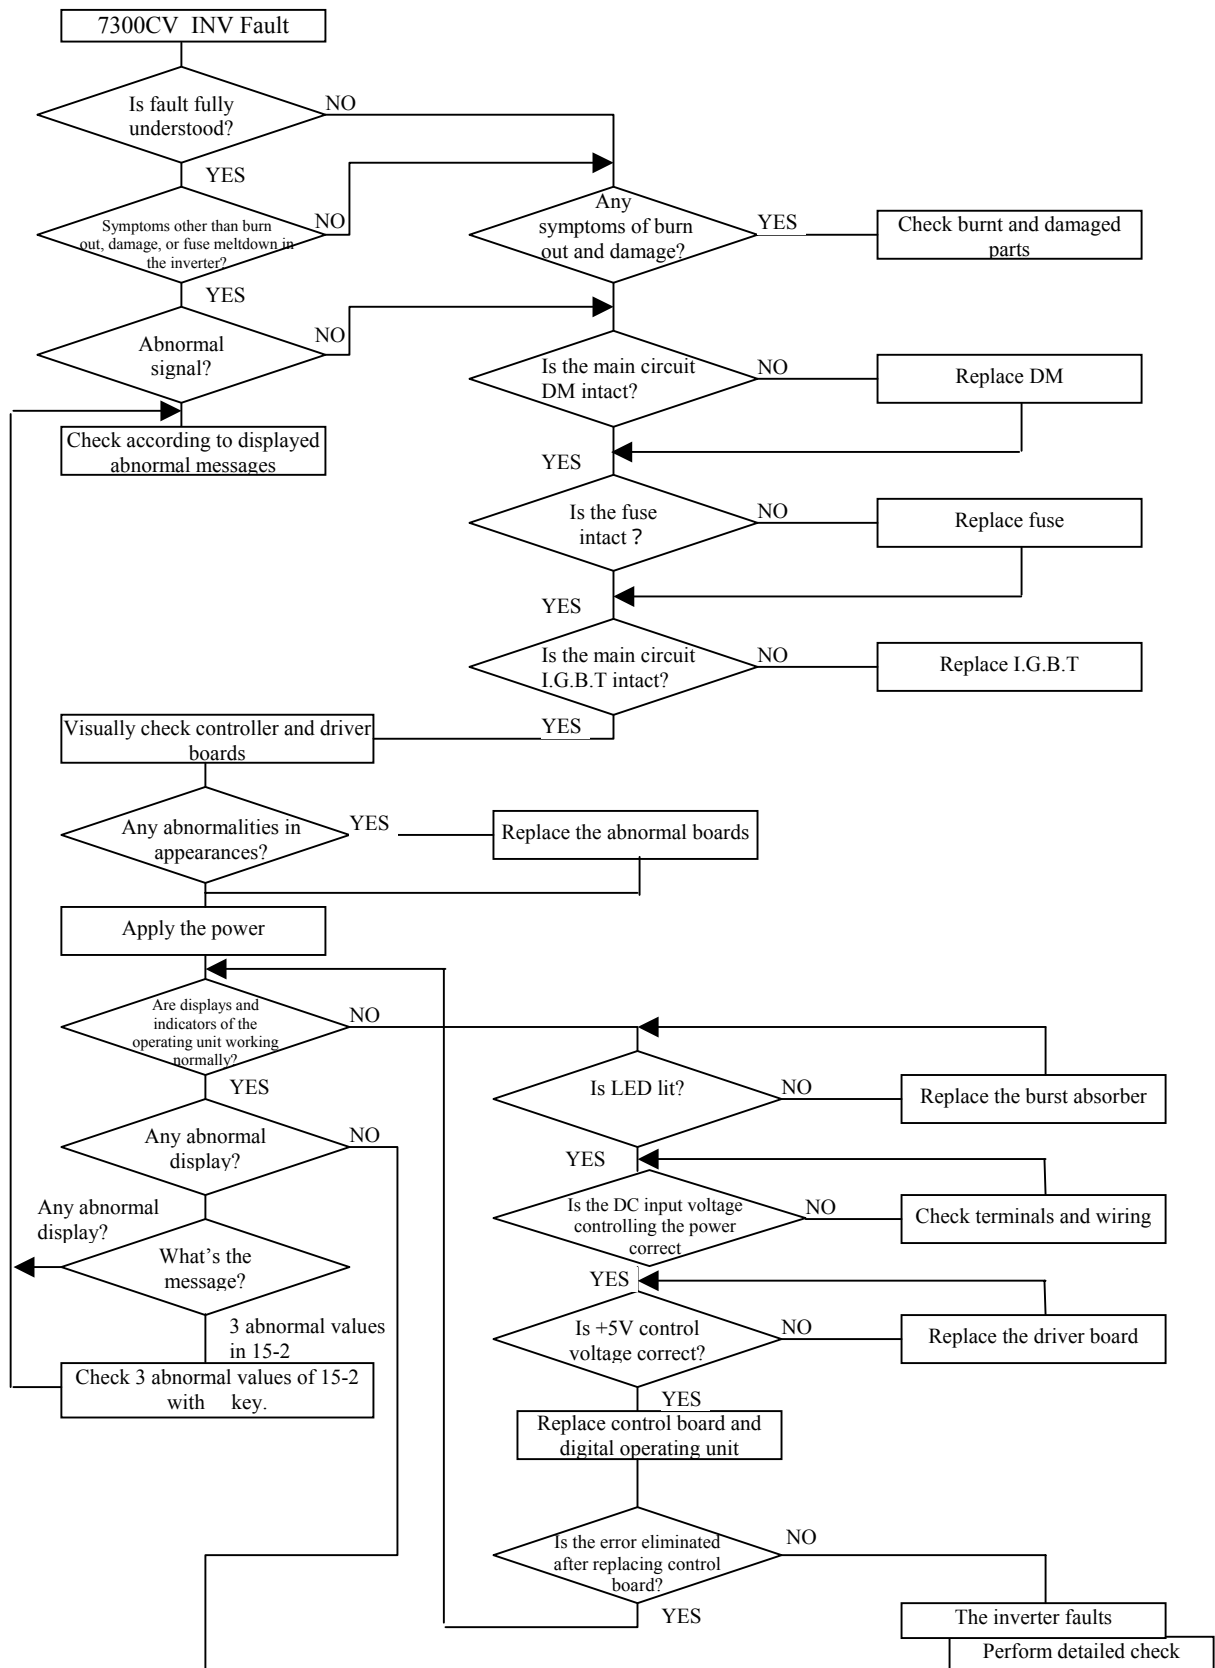 7300CV  INV Fault
Is fault fully
understood?
NO
YES
Symptoms other than burn
out, damage, or fuse meltdown in
the inverter?
NO
YES
Abnormal
signal?
NO
Check according to displayed
abnormal messages
Any
symptoms of burn
out and damage?
YES
Check burnt and damaged
parts
Is the main circuit
DM intact?
NO
Replace DM
YES
Is the fuse
intact ?
NO
Replace fuse
YES
Is the main circuit
I.G.B.T intact?
NO
Replace I.G.B.T
YES
Visually check controller and driver
boards
Any abnormalities in
appearances?
YES
Replace the abnormal boards
Apply the power
Are displays and
indicators of the
operating unit working
normally?
NO
YES
Any abnormal
display?
NO
Any abnormal
display?
What's the
message?
3 abnormal values
in 15-2
Check 3 abnormal values of 15-2
with    key.
Is LED lit?
NO
Replace the burst absorber
YES
Is the DC input voltage
controlling the power
correct
NO
Check terminals and wiring
YES
Is +5V control
voltage correct?
NO
Replace the driver board
YES
Replace control board and
digital operating unit
Is the error eliminated
after replacing control
board?
NO
YES
The inverter faults
Perform detailed check